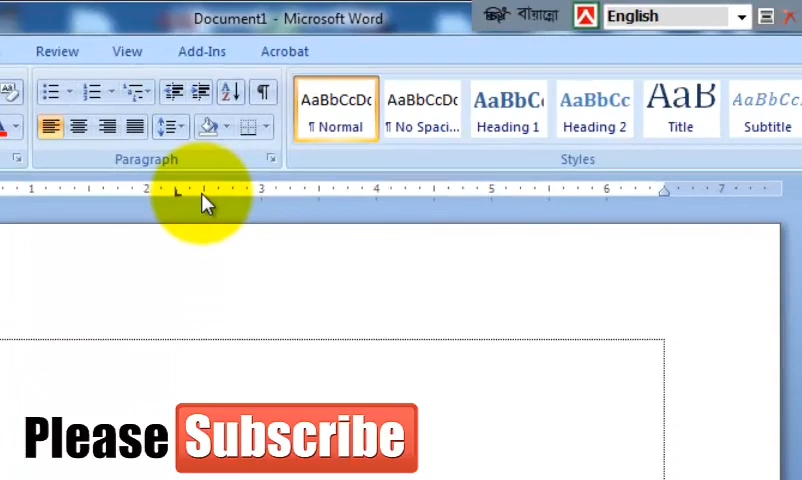 Document1 - Microsoft Word
বায়ান্নো English
Review View Add-Ins Acrobat
AaBbCcDc AaBbCcDc AaBbCc AaBbCc AaB AaBbCc
¶ Normal ¶ No Spaci... Heading 1 Heading 2 Title Subtitle
Paragraph Styles
1 2 3 4 5 6 7
Please Subscribe